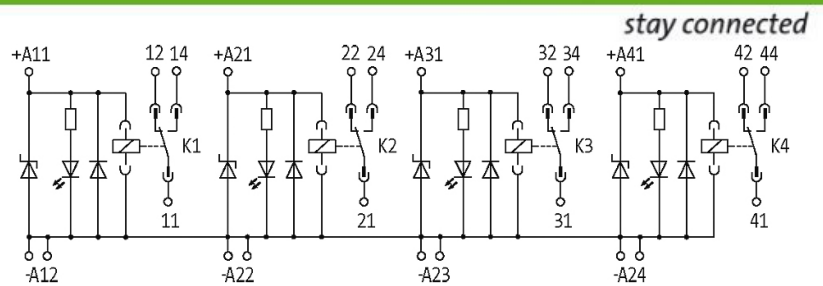 stay connected
+A11 12 14 +A21 22 24 +A31 32 34 +A41 42 44
K1 K2 K3 K4
11 21 31 41
-A12 -A22 -A23 -A24